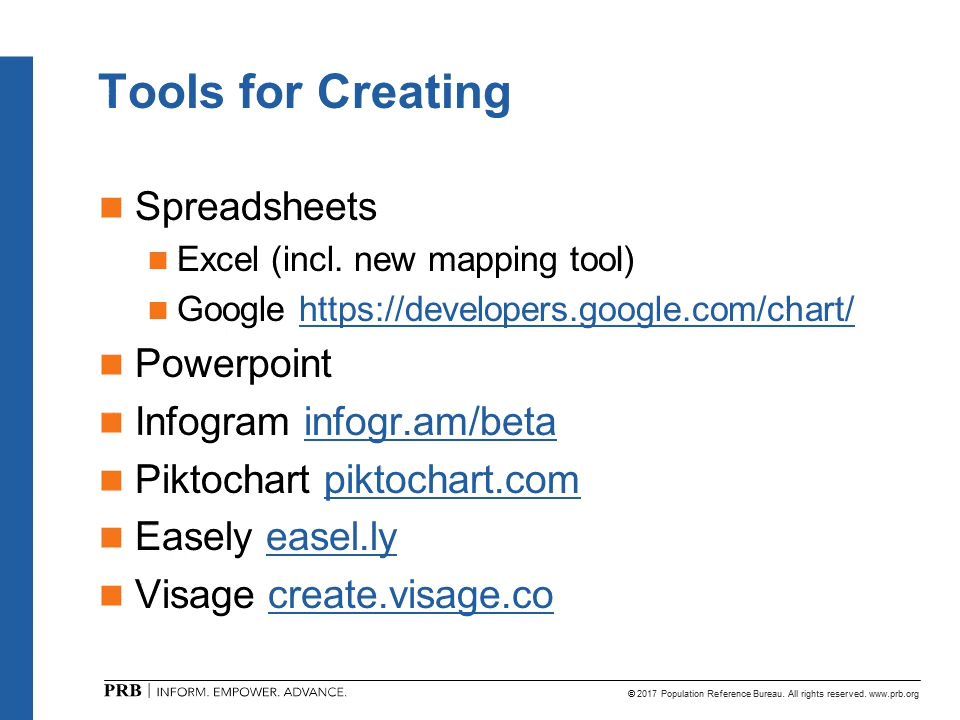 Tools for Creating
Spreadsheets
Excel (incl. new mapping tool)
Google https://developers.google.com/chart/
Powerpoint
Infogram infogr.am/beta
Piktochart piktochart.com
Easely easel.ly
Visage create.visage.co
PRB | INFORM. EMPOWER. ADVANCE.
© 2017 Population Reference Bureau. All rights reserved. www.prb.org